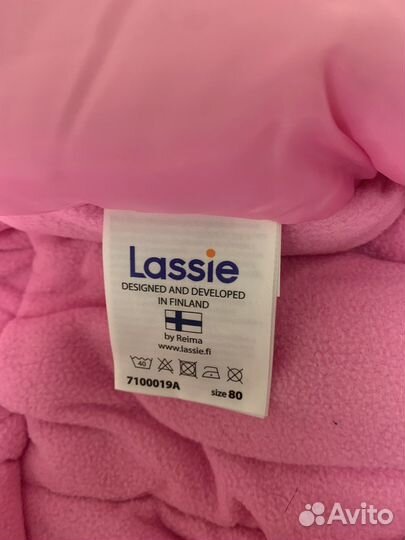 Lassie
DESIGNED AND DEVELOPED
IN FINLAND
by Reima
www.lassie.fi
40
7100019A
size 80
Avito